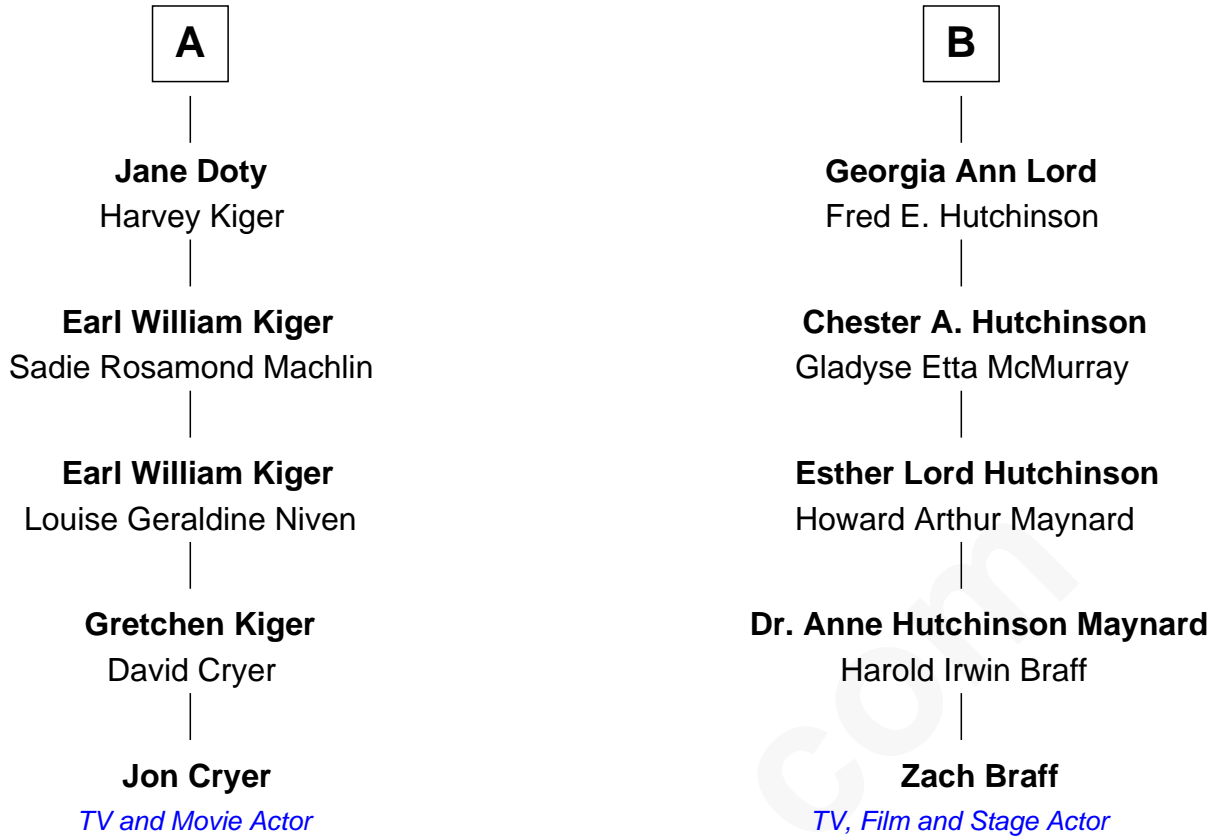 A
B
Jane Doty
Harvey Kiger
Georgia Ann Lord
Fred E. Hutchinson
Earl William Kiger
Sadie Rosamond Machlin
Chester A. Hutchinson
Gladyse Etta McMurray
Earl William Kiger
Louise Geraldine Niven
Esther Lord Hutchinson
Howard Arthur Maynard
Gretchen Kiger
David Cryer
Dr. Anne Hutchinson Maynard
Harold Irwin Braff
Jon Cryer
TV and Movie Actor
Zach Braff
TV, Film and Stage Actor
com